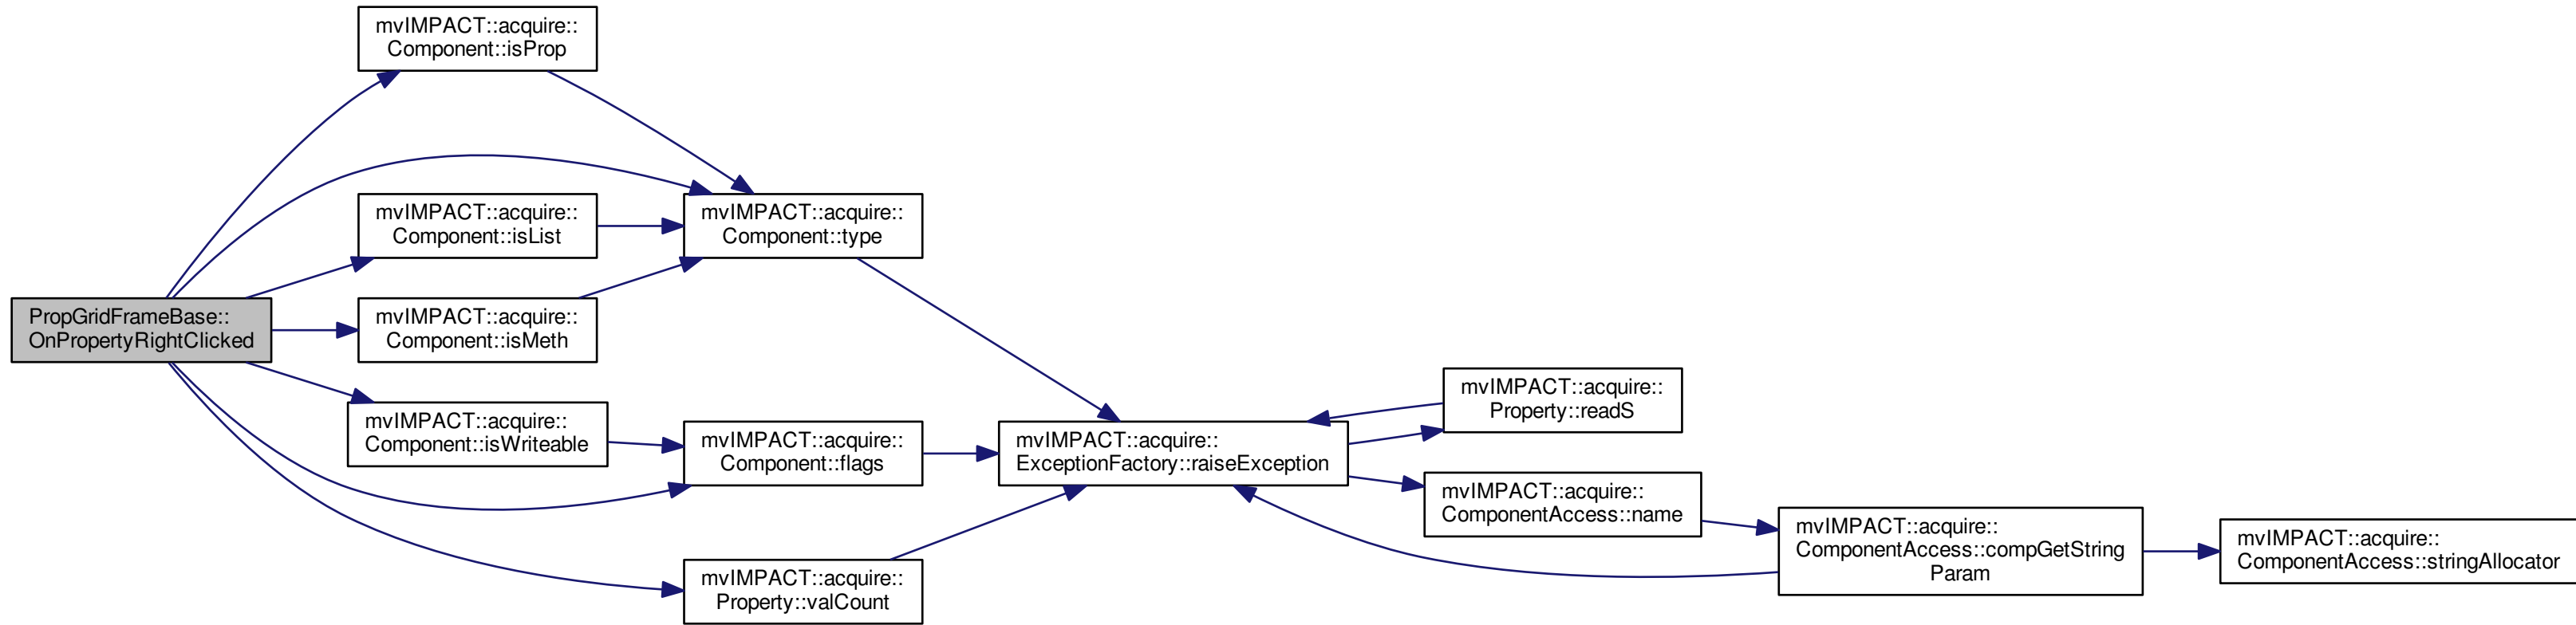 mvIMPACT::acquire::
Component::isProp
mvIMPACT::acquire::
Component::isList
mvIMPACT::acquire::
Component::type
PropGridFrameBase::
OnPropertyRightClicked
mvIMPACT::acquire::
Component::isMeth
mvIMPACT::acquire::
Component::isWriteable
mvIMPACT::acquire::
Component::flags
mvIMPACT::acquire::
ExceptionFactory::raiseException
mvIMPACT::acquire::
Property::readS
mvIMPACT::acquire::
ComponentAccess::name
mvIMPACT::acquire::
ComponentAccess::compGetString
Param
mvIMPACT::acquire::
ComponentAccess::stringAllocator
mvIMPACT::acquire::
Property::valCount